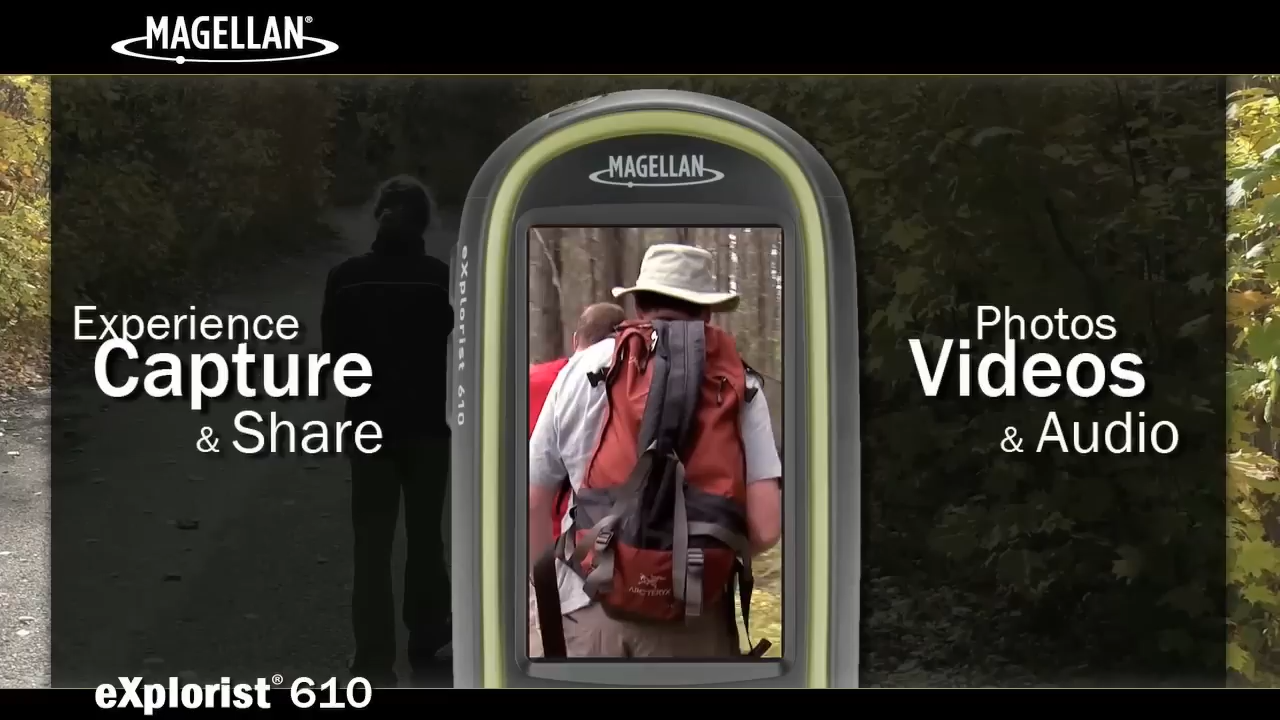 MAGELLAN®
MAGELLAN
eXplorist 610
Experience
Capture
& Share
Photos
Videos
& Audio
ARC'TERYX
eXplorist® 610